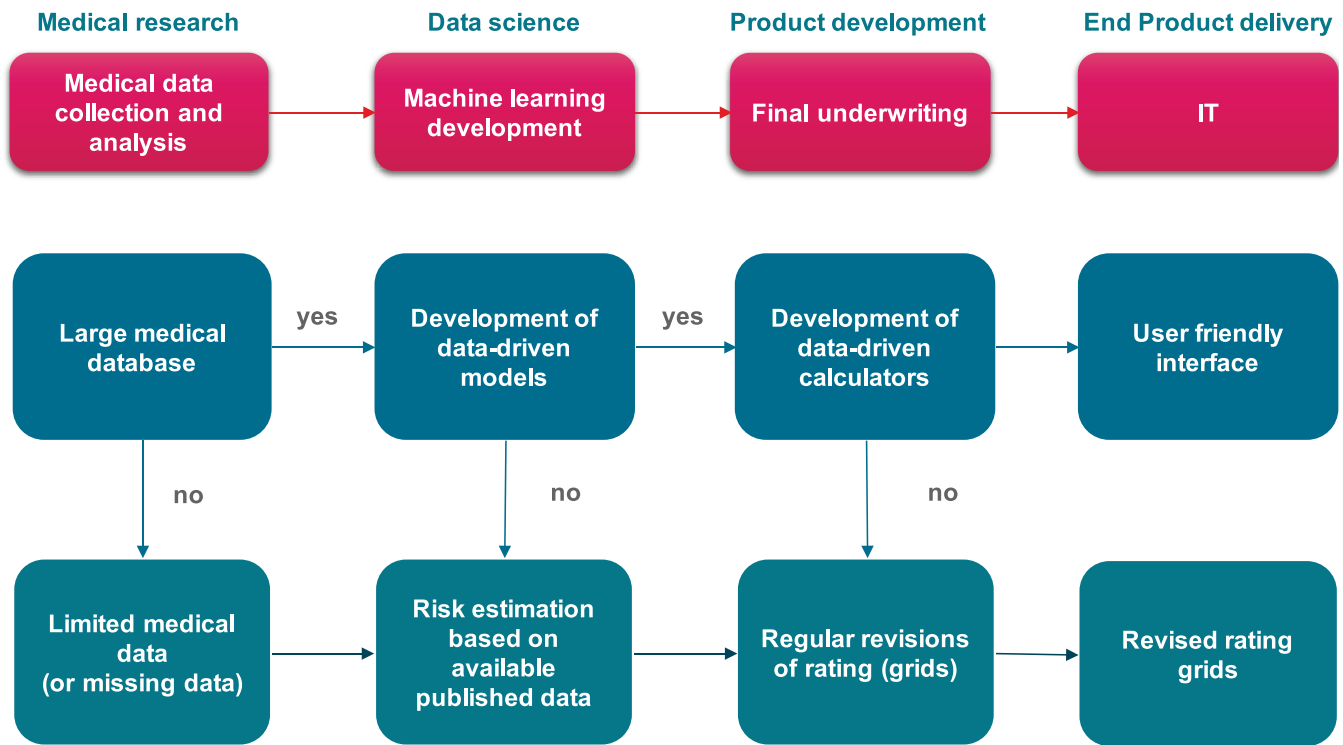 Medical research
Data science
Product development
End Product delivery
Medical data
collection and
analysis
Machine learning
development
Final underwriting
IT
Large medical
database
yes
Development of
data-driven
models
yes
Development of
data-driven
calculators
User friendly
interface
no
no
no
Limited medical
data
(or missing data)
Risk estimation
based on
available
published data
Regular revisions
of rating (grids)
Revised rating
grids